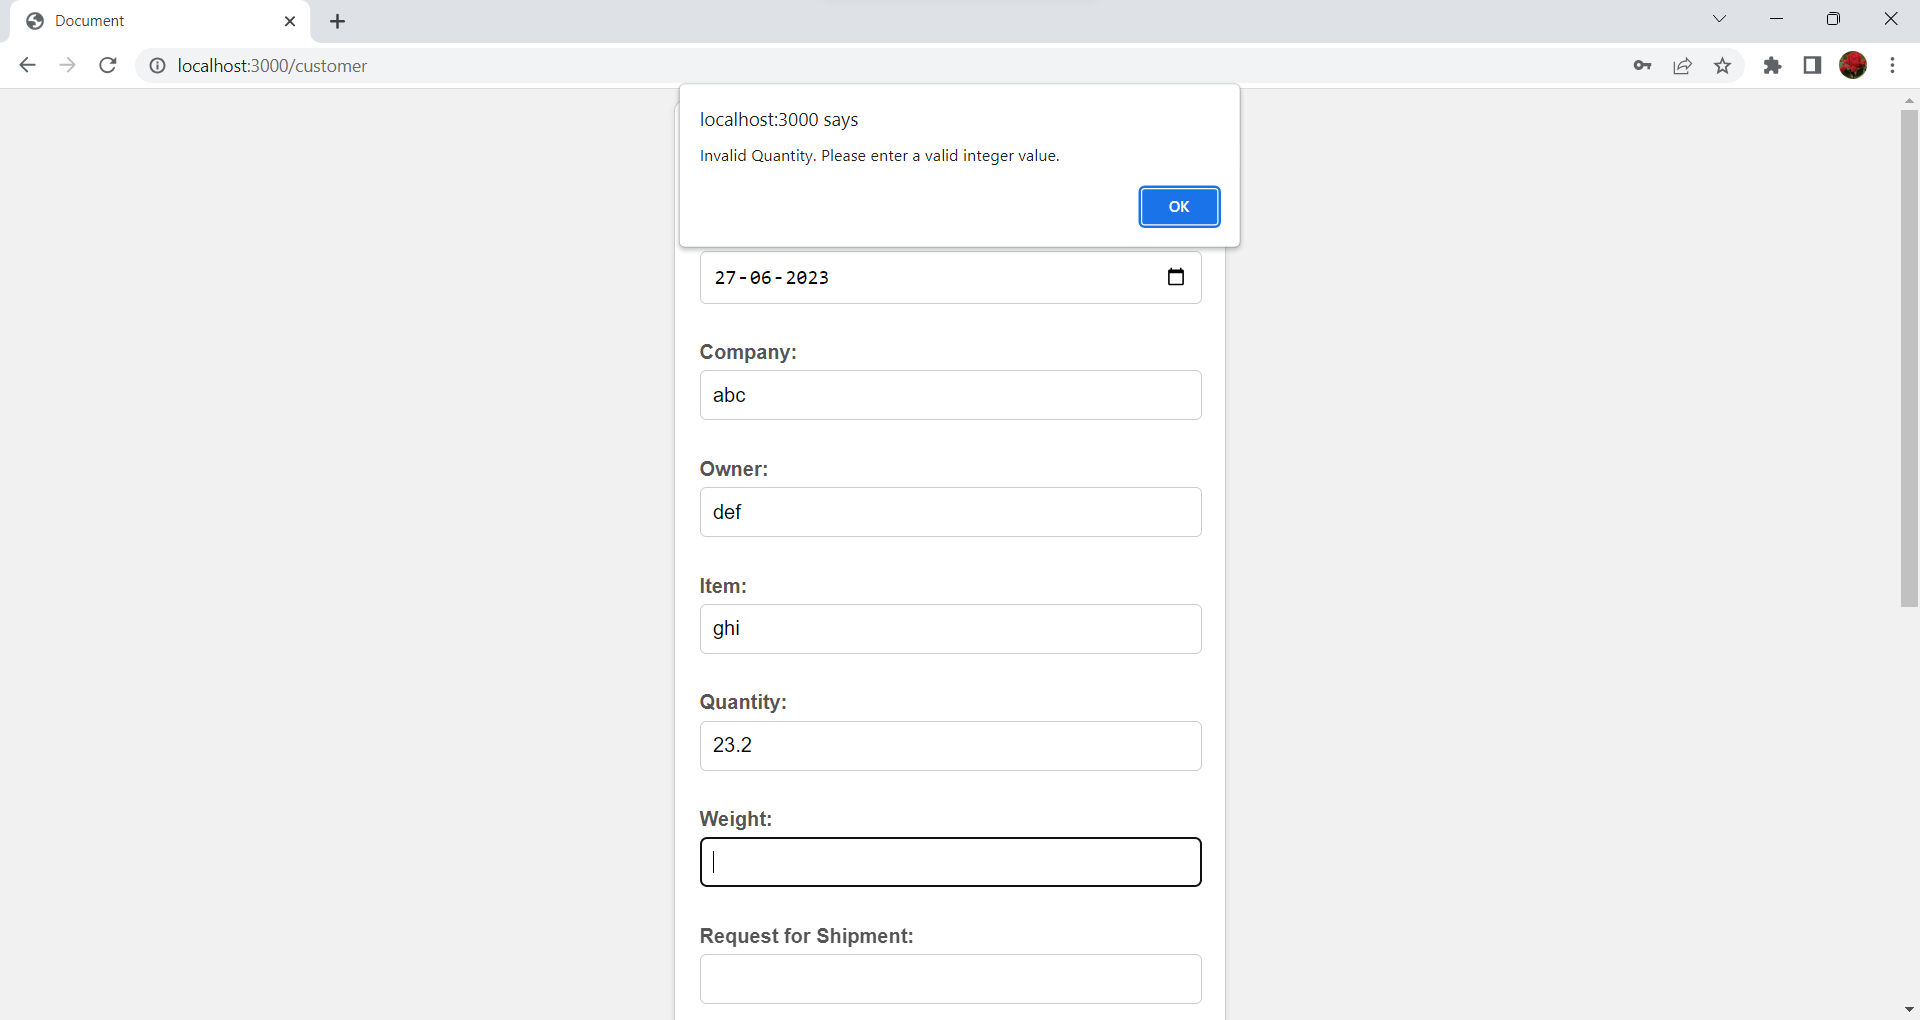 Document
localhost:3000/customer
localhost:3000 says
Invalid Quantity. Please enter a valid integer value.
OK
27-06-2023
Company:
abc
Owner:
def
Item:
ghi
Quantity:
23.2
Weight:
Request for Shipment: